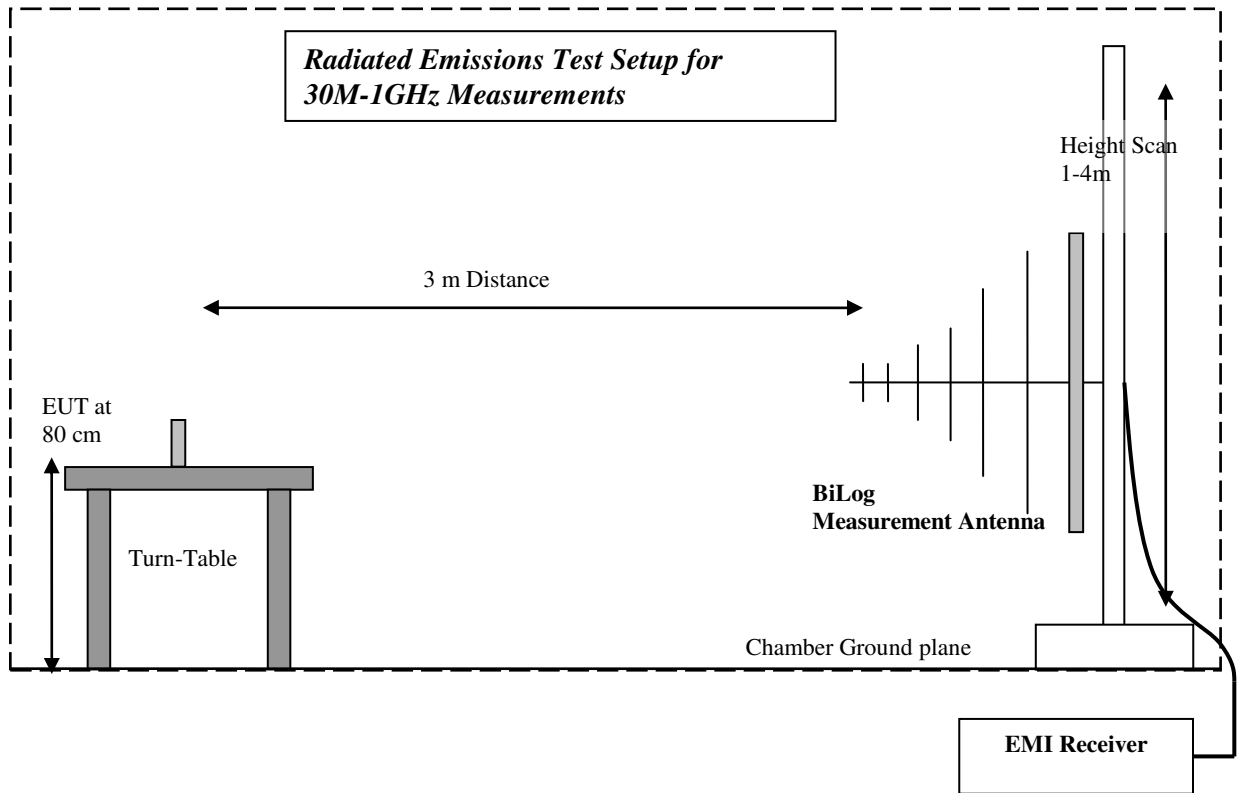 Radiated Emissions Test Setup for
30M-1GHz Measurements
Height Scan
1-4m
3 m Distance
EUT at
80 cm
BiLog
Measurement Antenna
Turn-Table
Chamber Ground plane
EMI Receiver